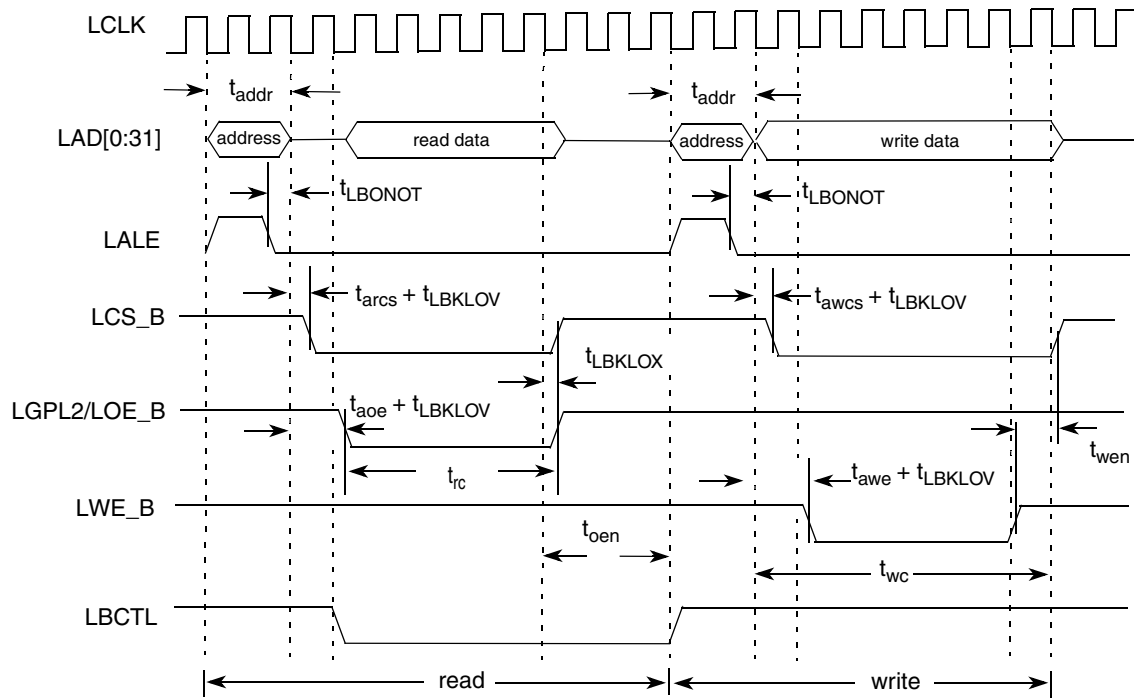 LCLK
t_addr t_addr
LAD[0:31] address read data address write data
t_LBONOT t_LBONOT
LALE
t_arcs + t_LBKLOV t_awcs + t_LBKLOV
LCS_B
t_LBKLOX
LGPL2/LOE_B t_aoe + t_LBKLOV
t_wen
t_rc t_awe + t_LBKLOV
LWE_B
t_oen
t_wc
LBCTL
read write